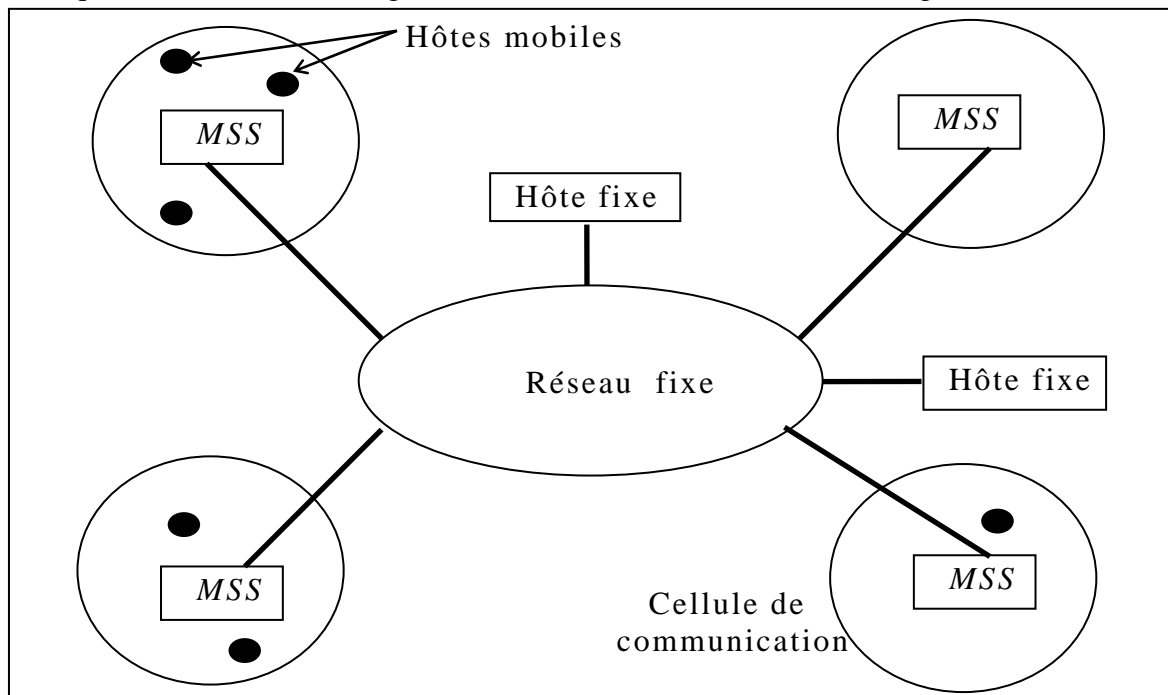 Hôtes mobiles
MSS
MSS
Hôte fixe
Réseau fixe
Hôte fixe
MSS
MSS
Cellule de
communication